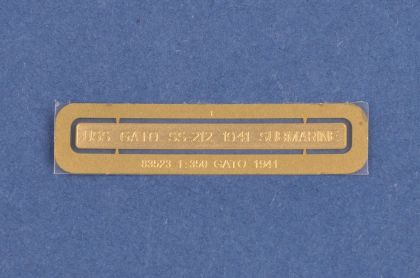 USS GATO SS-212 1941 SUBMARINE
83523 1:350 GATO 1941